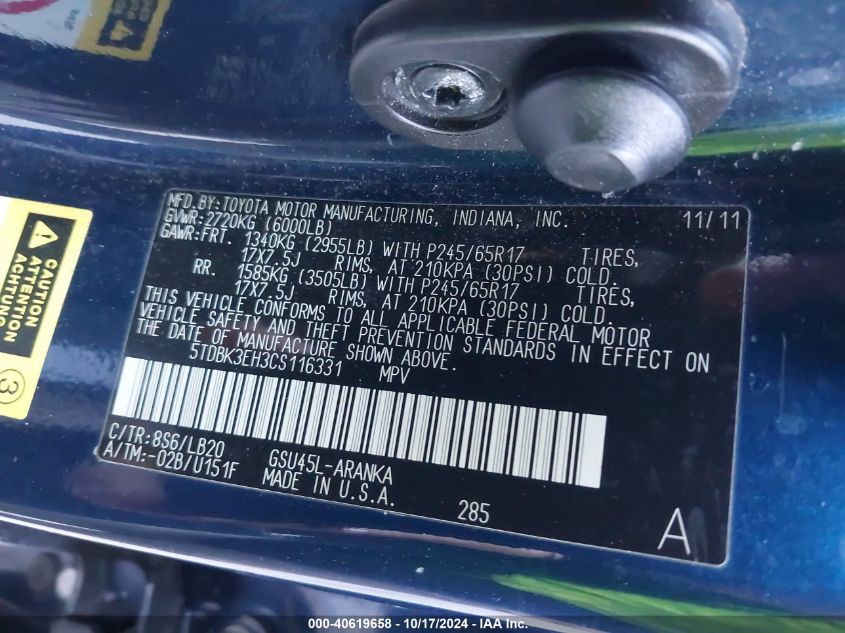 MFD.BY:TOYOTA MOTOR MANUFACTURING, INDIANA, INC. 11/11
GVWR:2720KG (6000LB)
GAWR:FRT. 1340KG (2955LB) WITH P245/65R17 TIRES,
17X7.5J RIMS, AT 210KPA (30PSI) COLD.
RR. 1585KG (3505LB) WITH P245/65R17 TIRES,
17X7.5J RIMS, AT 210KPA (30PSI) COLD.
THIS VEHICLE CONFORMS TO ALL APPLICABLE FEDERAL MOTOR
VEHICLE SAFETY AND THEFT PREVENTION STANDARDS IN EFFECT ON
THE DATE OF MANUFACTURE SHOWN ABOVE.
5TDBK3EH3CS116331 MPV
C/TR:8S6/LB20 GSU45L-ARANKA
A/TM:-02B/U151F MADE IN U.S.A.
285
A
CAUTION
ATTENTION
ACHTUNG
3
000-40619658 - 10/17/2024 - IAA Inc.